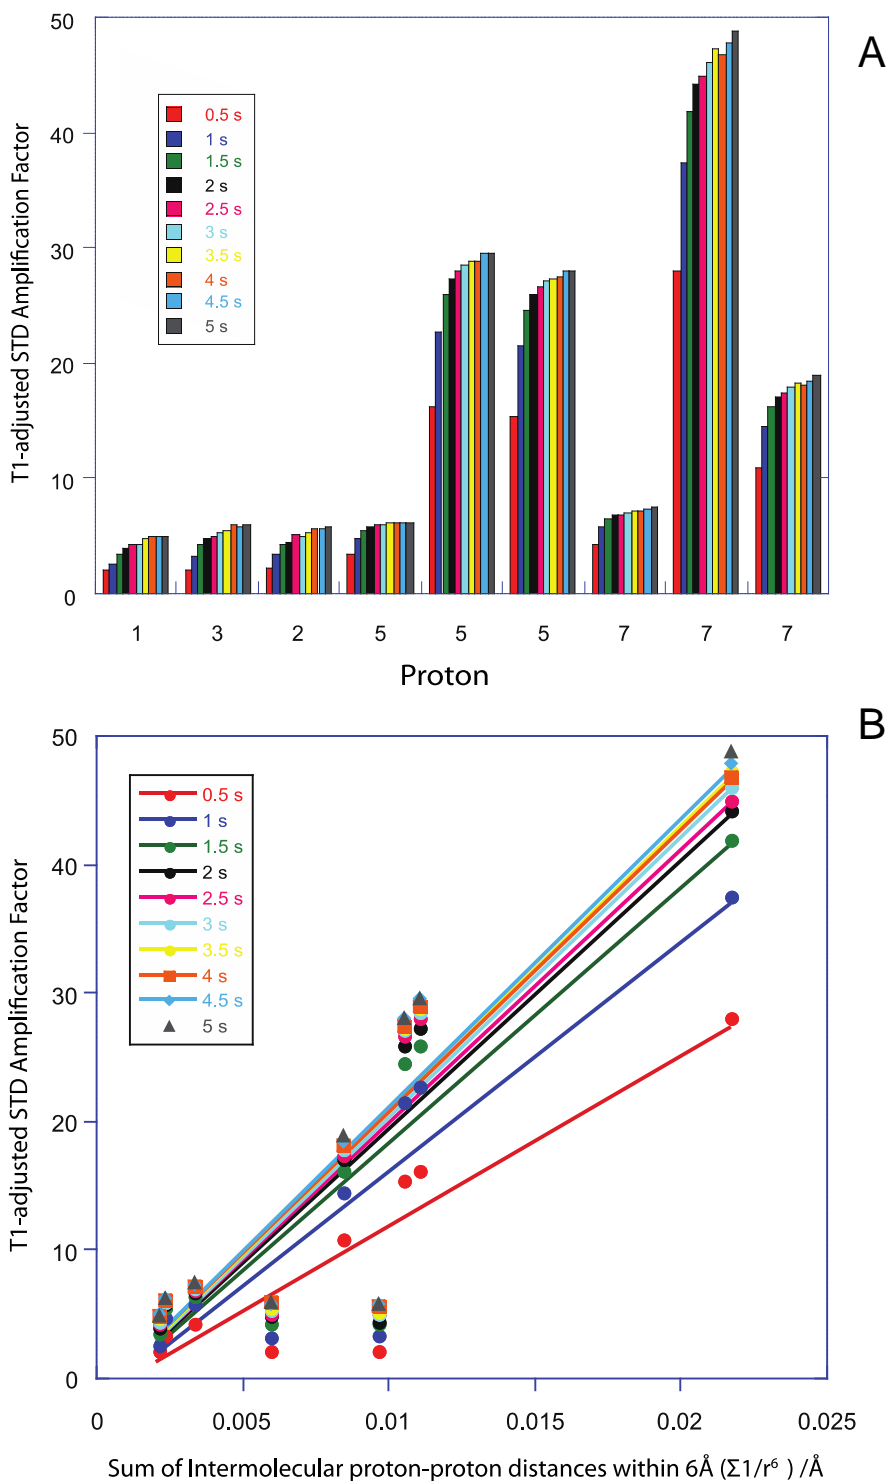 A
T1-adjusted STD Amplification Factor
50
40
30
20
10
0
0.5 s
1 s
1.5 s
2 s
2.5 s
3 s
3.5 s
4 s
4.5 s
5 s
1 3 2 5 5 5 7 7 7
Proton
B
T1-adjusted STD Amplification Factor
50
40
30
20
10
0
0.5 s
1 s
1.5 s
2 s
2.5 s
3 s
3.5 s
4 s
4.5 s
5 s
0 0.005 0.01 0.015 0.02 0.025
Sum of Intermolecular proton-proton distances within 6Å (Σ1/r⁶ ) /Å